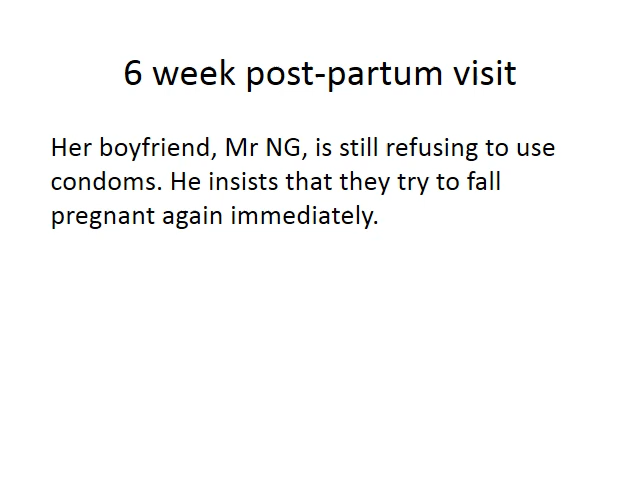 6 week post-partum visit
Her boyfriend, Mr NG, is still refusing to use
condoms. He insists that they try to fall
pregnant again immediately.